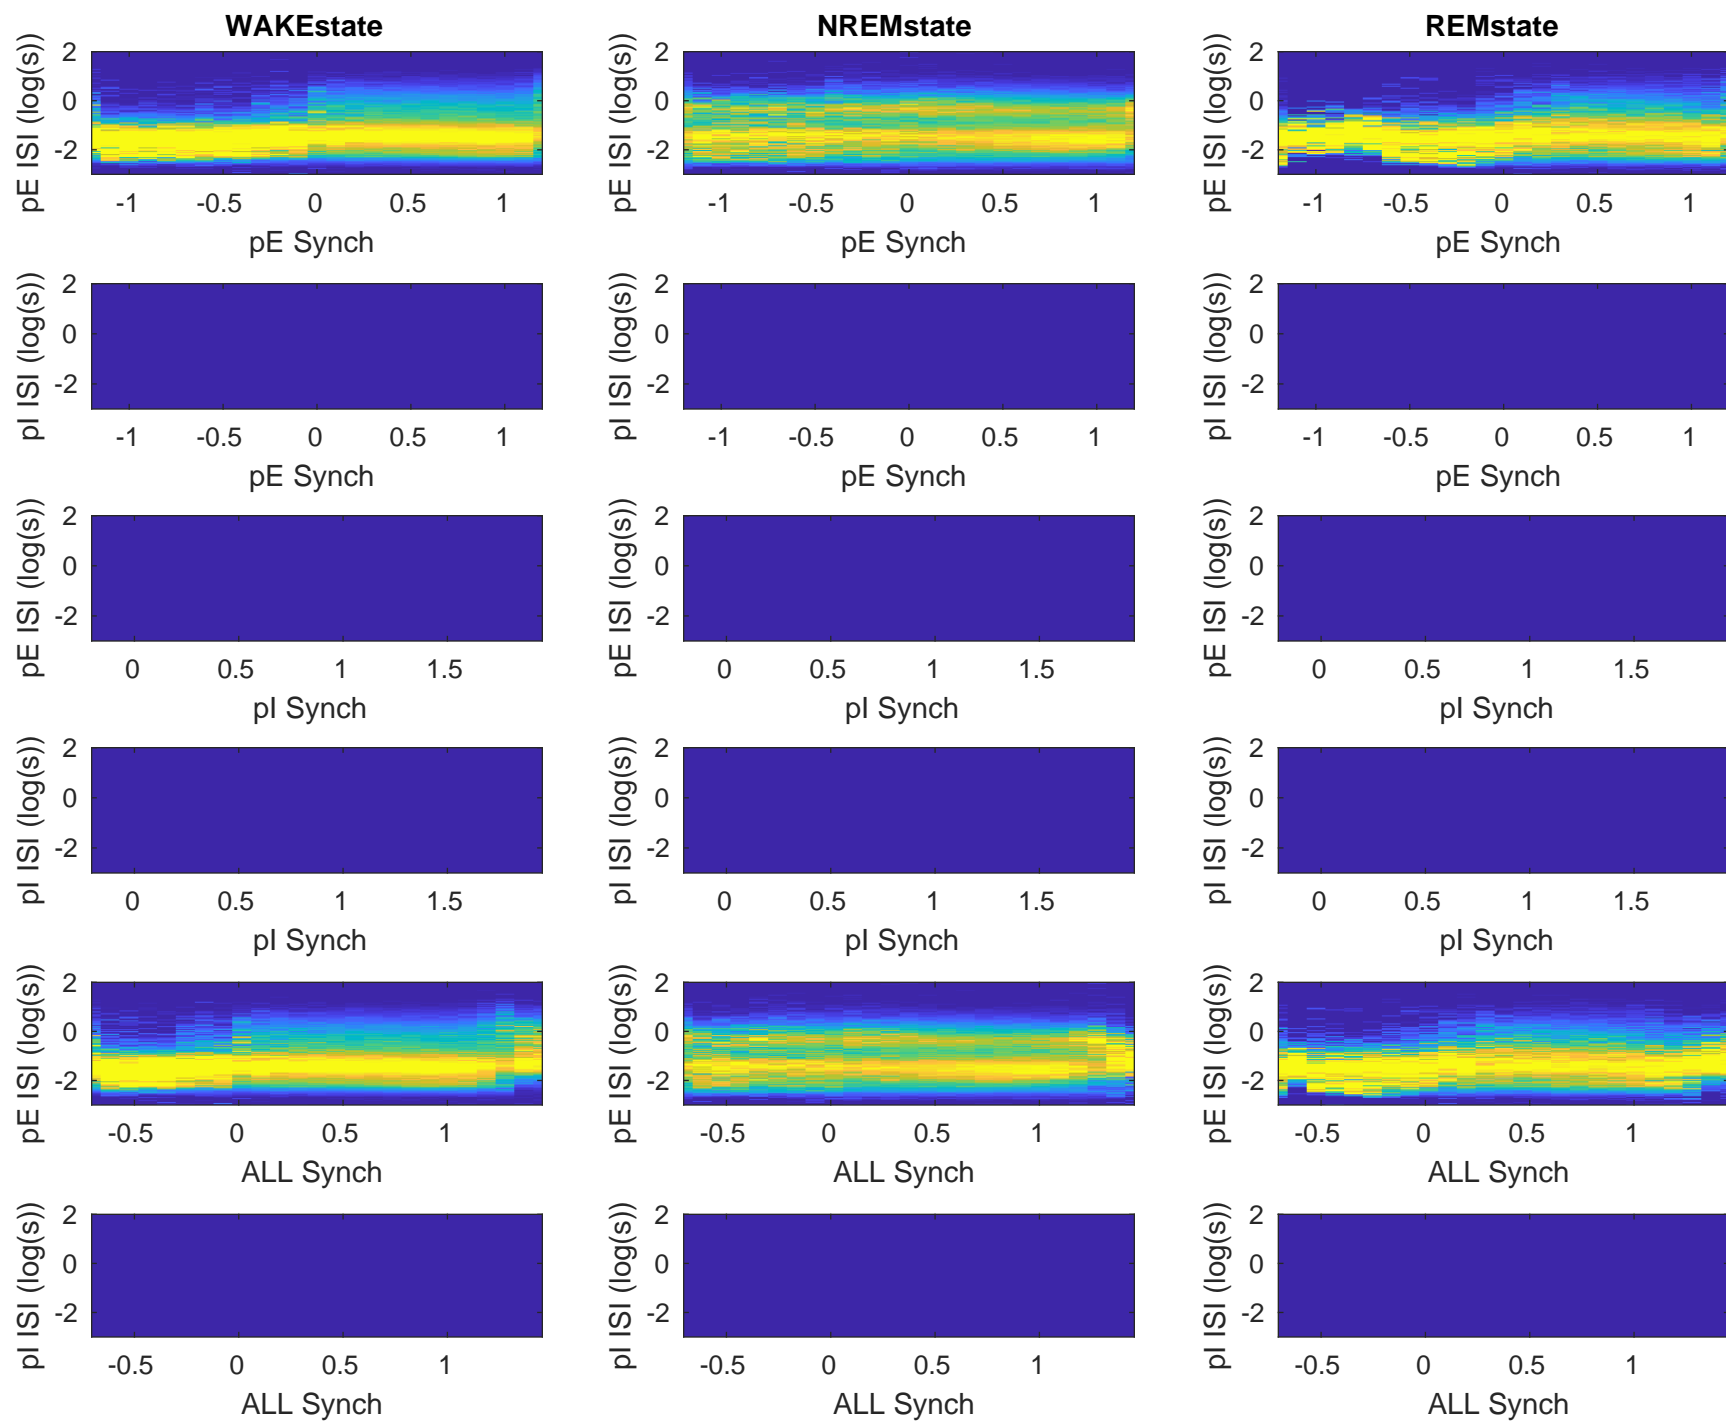 WAKEstate NREMstate REMstate
pE ISI (log(s)) 2 0 -2 pE ISI (log(s)) 2 0 -2 pE ISI (log(s)) 2 0 -2
-1 -0.5 0 0.5 1 -1 -0.5 0 0.5 1 -1 -0.5 0 0.5 1
pE Synch pE Synch pE Synch
pI ISI (log(s)) 2 0 -2 pI ISI (log(s)) 2 0 -2 pI ISI (log(s)) 2 0 -2
-1 -0.5 0 0.5 1 -1 -0.5 0 0.5 1 -1 -0.5 0 0.5 1
pE Synch pE Synch pE Synch
pE ISI (log(s)) 2 0 -2 pE ISI (log(s)) 2 0 -2 pE ISI (log(s)) 2 0 -2
0 0.5 1 1.5 0 0.5 1 1.5 0 0.5 1 1.5
pI Synch pI Synch pI Synch
pI ISI (log(s)) 2 0 -2 pI ISI (log(s)) 2 0 -2 pI ISI (log(s)) 2 0 -2
0 0.5 1 1.5 0 0.5 1 1.5 0 0.5 1 1.5
pI Synch pI Synch pI Synch
pE ISI (log(s)) 2 0 -2 pE ISI (log(s)) 2 0 -2 pE ISI (log(s)) 2 0 -2
-0.5 0 0.5 1 -0.5 0 0.5 1 -0.5 0 0.5 1
ALL Synch ALL Synch ALL Synch
pI ISI (log(s)) 2 0 -2 pI ISI (log(s)) 2 0 -2 pI ISI (log(s)) 2 0 -2
-0.5 0 0.5 1 -0.5 0 0.5 1 -0.5 0 0.5 1
ALL Synch ALL Synch ALL Synch